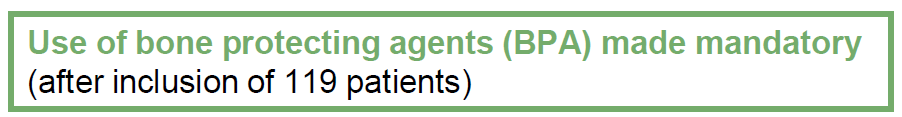 Use of bone protecting agents (BPA) made mandatory
(after inclusion of 119 patients)